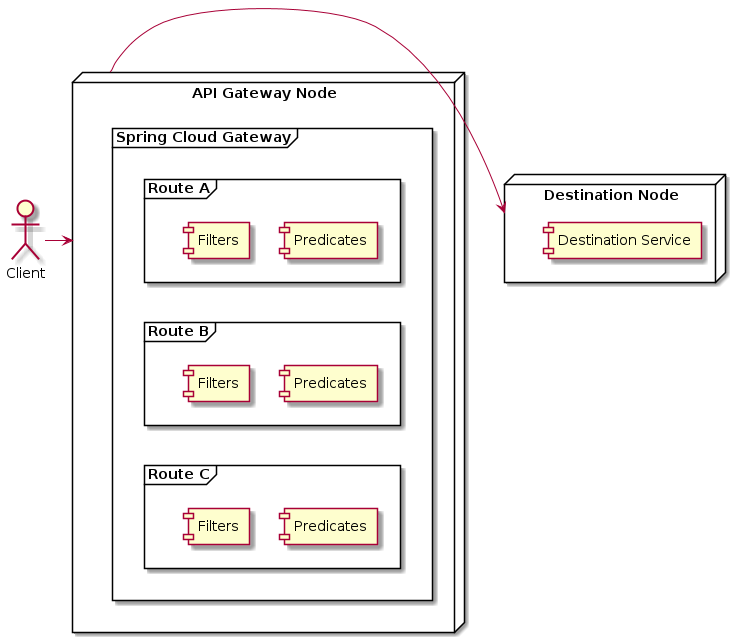 API Gateway Node
Spring Cloud Gateway
Route A
Filters
Predicates
Route B
Filters
Predicates
Route C
Filters
Predicates
Client
Destination Node
Destination Service